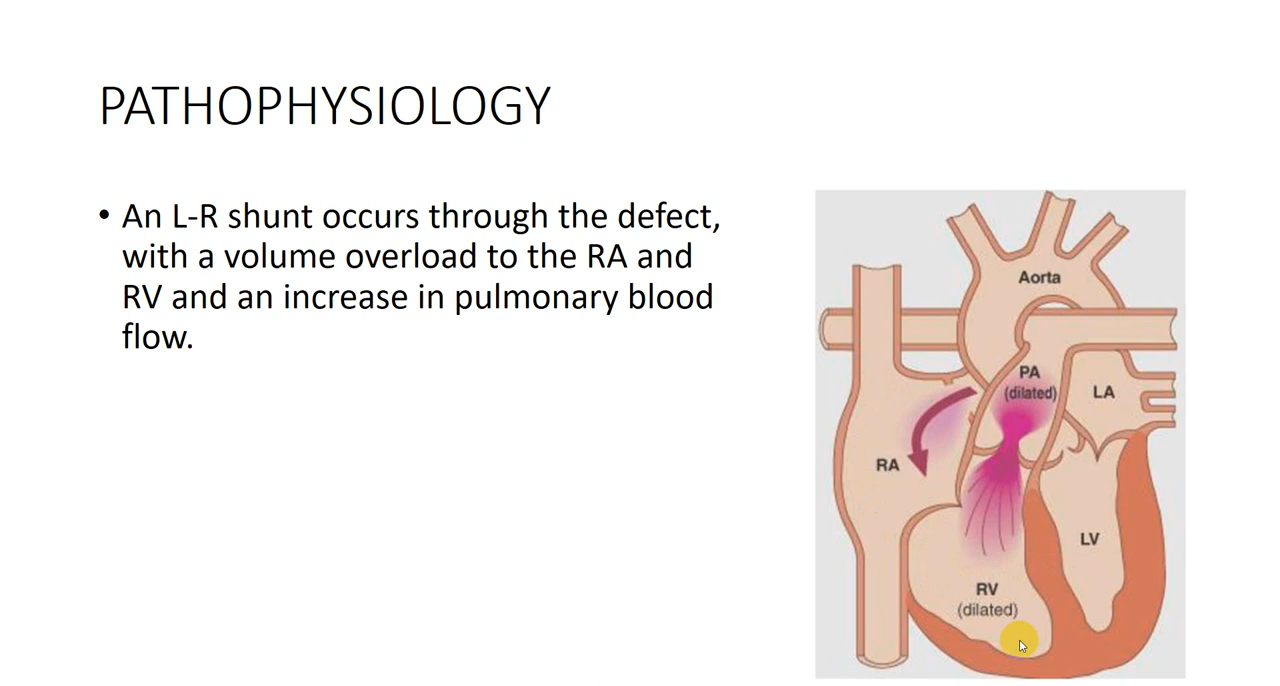 PATHOPHYSIOLOGY
• An L-R shunt occurs through the defect,
with a volume overload to the RA and
RV and an increase in pulmonary blood
flow.
Aorta
PA
(dilated)
LA
RA
LV
RV
(dilated)